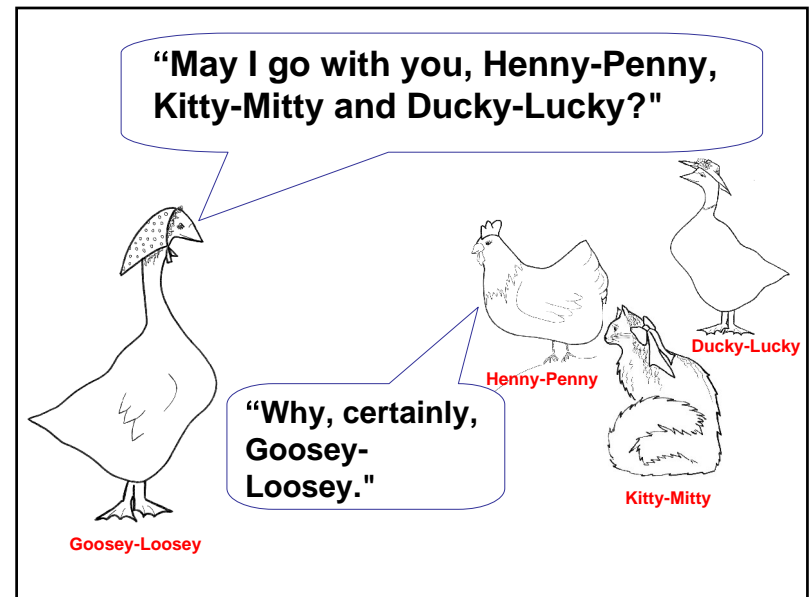 “May I go with you, Henny-Penny,
Kitty-Mitty and Ducky-Lucky?"
Ducky-Lucky
Henny-Penny
“Why, certainly,
Goosey-
Loosey."
Kitty-Mitty
Goosey-Loosey